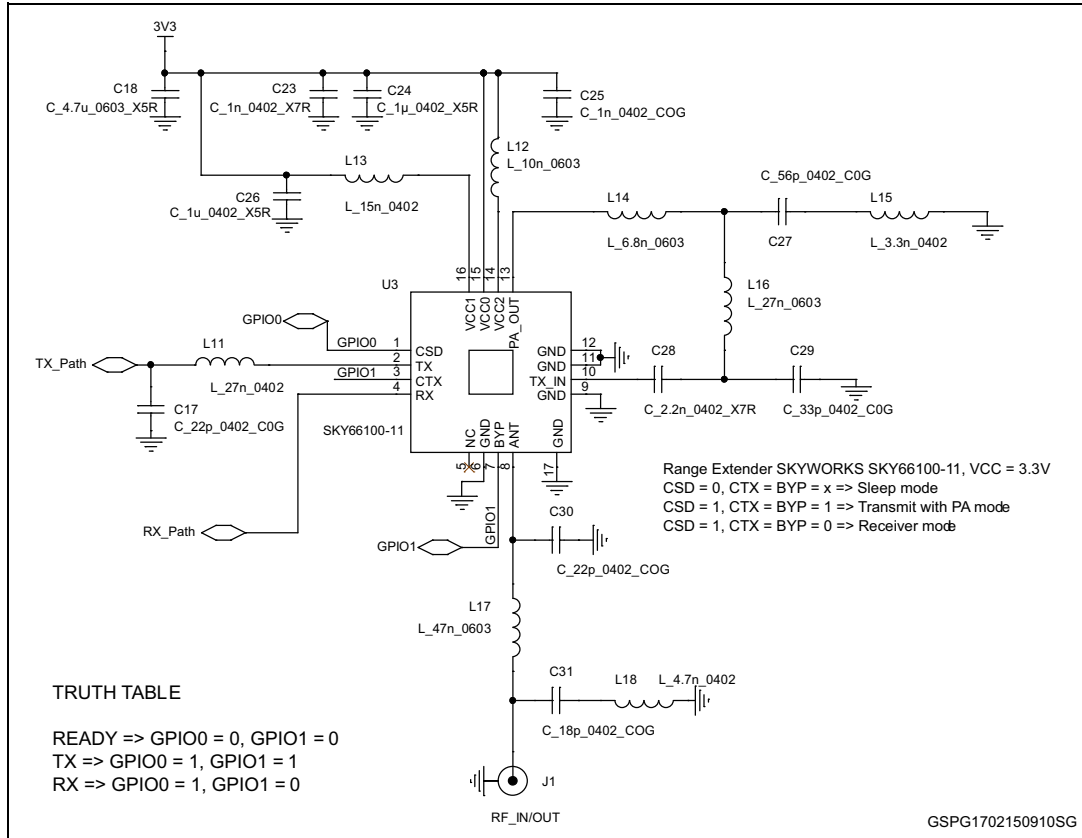 3V3
C18
C_4.7u_0603_X5R
C23
C_1n_0402_X7R
C24
C_1µ_0402_X5R
C25
C_1n_0402_COG
L12
L_10n_0603
L13
L_15n_0402
C26
C_1u_0402_X5R
C_56p_0402_C0G
C27
L14
L_6.8n_0603
L15
L_3.3n_0402
L16
L_27n_0603
U3
16
15
14
13
VCC1
VCC0
VCC2
PA_OUT
GPIO0
GPIO0
1
CSD
TX_Path
L11
L_27n_0402
2
TX
GPIO1
3
CTX
4
RX
C17
C_22p_0402_C0G
SKY66100-11
GND
12
GND
11
TX_IN
10
GND
9
C28
C_2.2n_0402_X7R
C29
C_33p_0402_C0G
NC
GND
BYP
ANT
GND
5
6
7
8
17
RX_Path
GPIO1
GPIO1
Range Extender SKYWORKS SKY66100-11, VCC = 3.3V
CSD = 0, CTX = BYP = x => Sleep mode
CSD = 1, CTX = BYP = 1 => Transmit with PA mode
CSD = 1, CTX = BYP = 0 => Receiver mode
C30
C_22p_0402_COG
L17
L_47n_0603
C31
C_18p_0402_COG
L18
L_4.7n_0402
J1
RF_IN/OUT
TRUTH TABLE
READY => GPIO0 = 0, GPIO1 = 0
TX => GPIO0 = 1, GPIO1 = 1
RX => GPIO0 = 1, GPIO1 = 0
GSPG1702150910SG